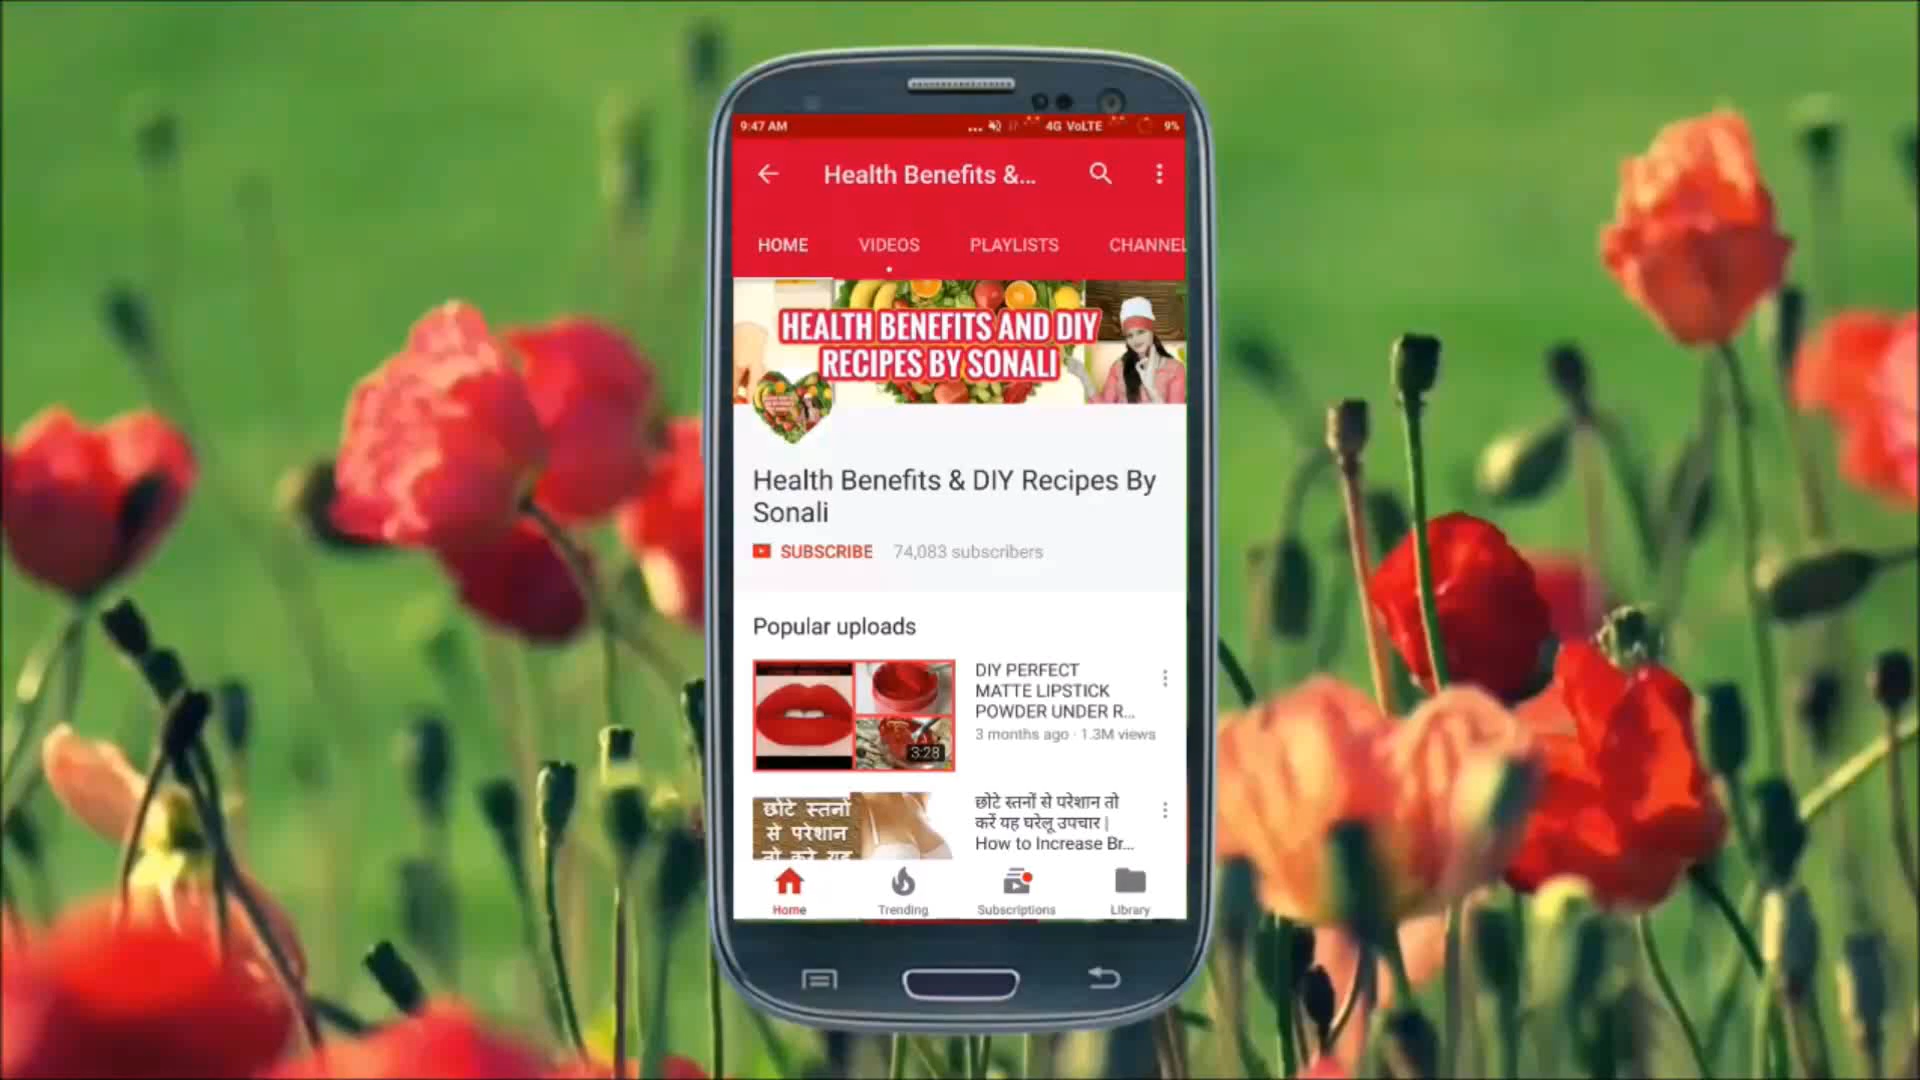 9:47 AM
4G VoLTE
9%
Health Benefits &...
HOME
VIDEOS
PLAYLISTS
CHANNEL
HEALTH BENEFITS AND DIY
RECIPES BY SONALI
Health Benefits & DIY Recipes By
Sonali
SUBSCRIBE
74,083 subscribers
Popular uploads
3:28
DIY PERFECT
MATTE LIPSTICK
POWDER UNDER R...
3 months ago · 1.3M views
छोटे स्तनों
से परेशान
तो करे यह
छोटे स्तनों से परेशान तो
करें यह घरेलू उपचार |
How to Increase Br...
Home
Trending
Subscriptions
Library